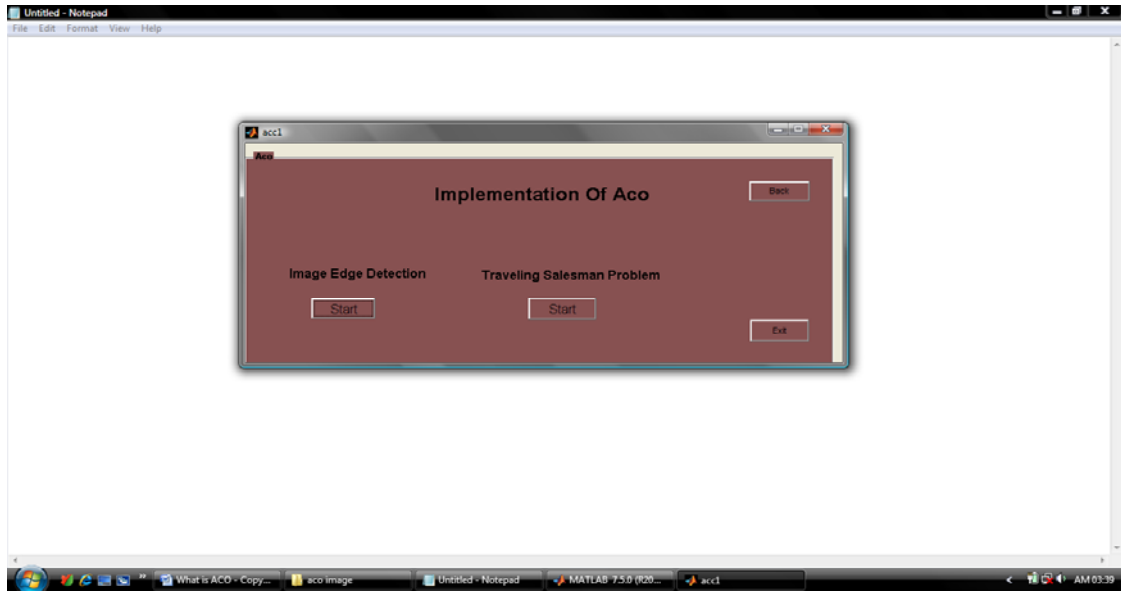 Untitled - Notepad
File Edit Format View Help
acc1
Aco
Implementation Of Aco
Back
Image Edge Detection
Traveling Salesman Problem
Start
Start
Exit
What is ACO - Copy...
aco image
Untitled - Notepad
MATLAB 7.5.0 (R20...
acc1
AM 03:39